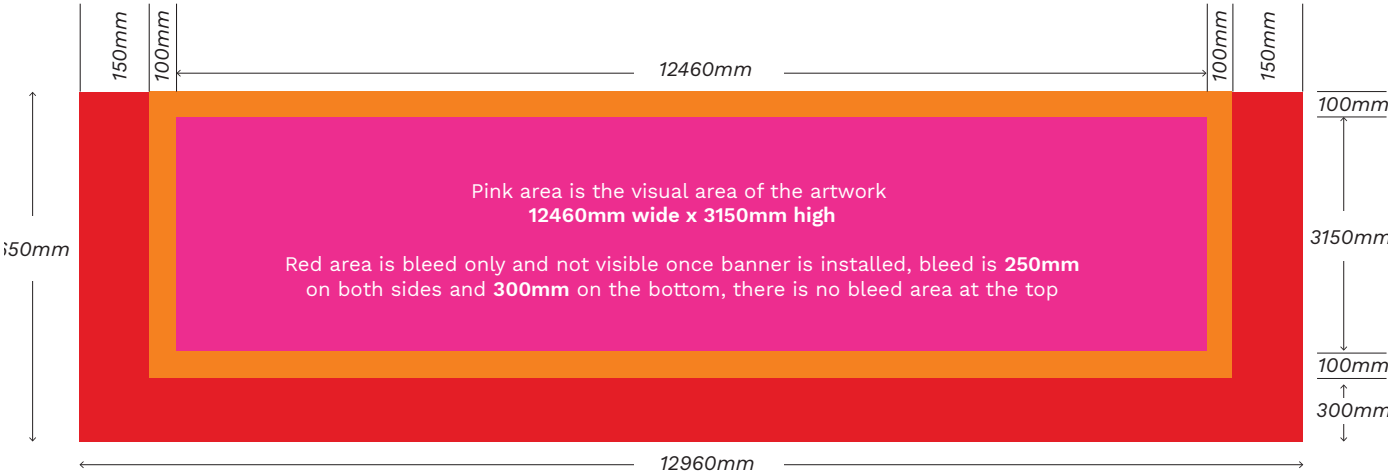 150mm
100mm
12460mm
100mm
150mm
100mm
Pink area is the visual area of the artwork
12460mm wide x 3150mm high
3150mm
Red area is bleed only and not visible once banner is installed, bleed is 250mm
on both sides and 300mm on the bottom, there is no bleed area at the top
100mm
300mm
12960mm